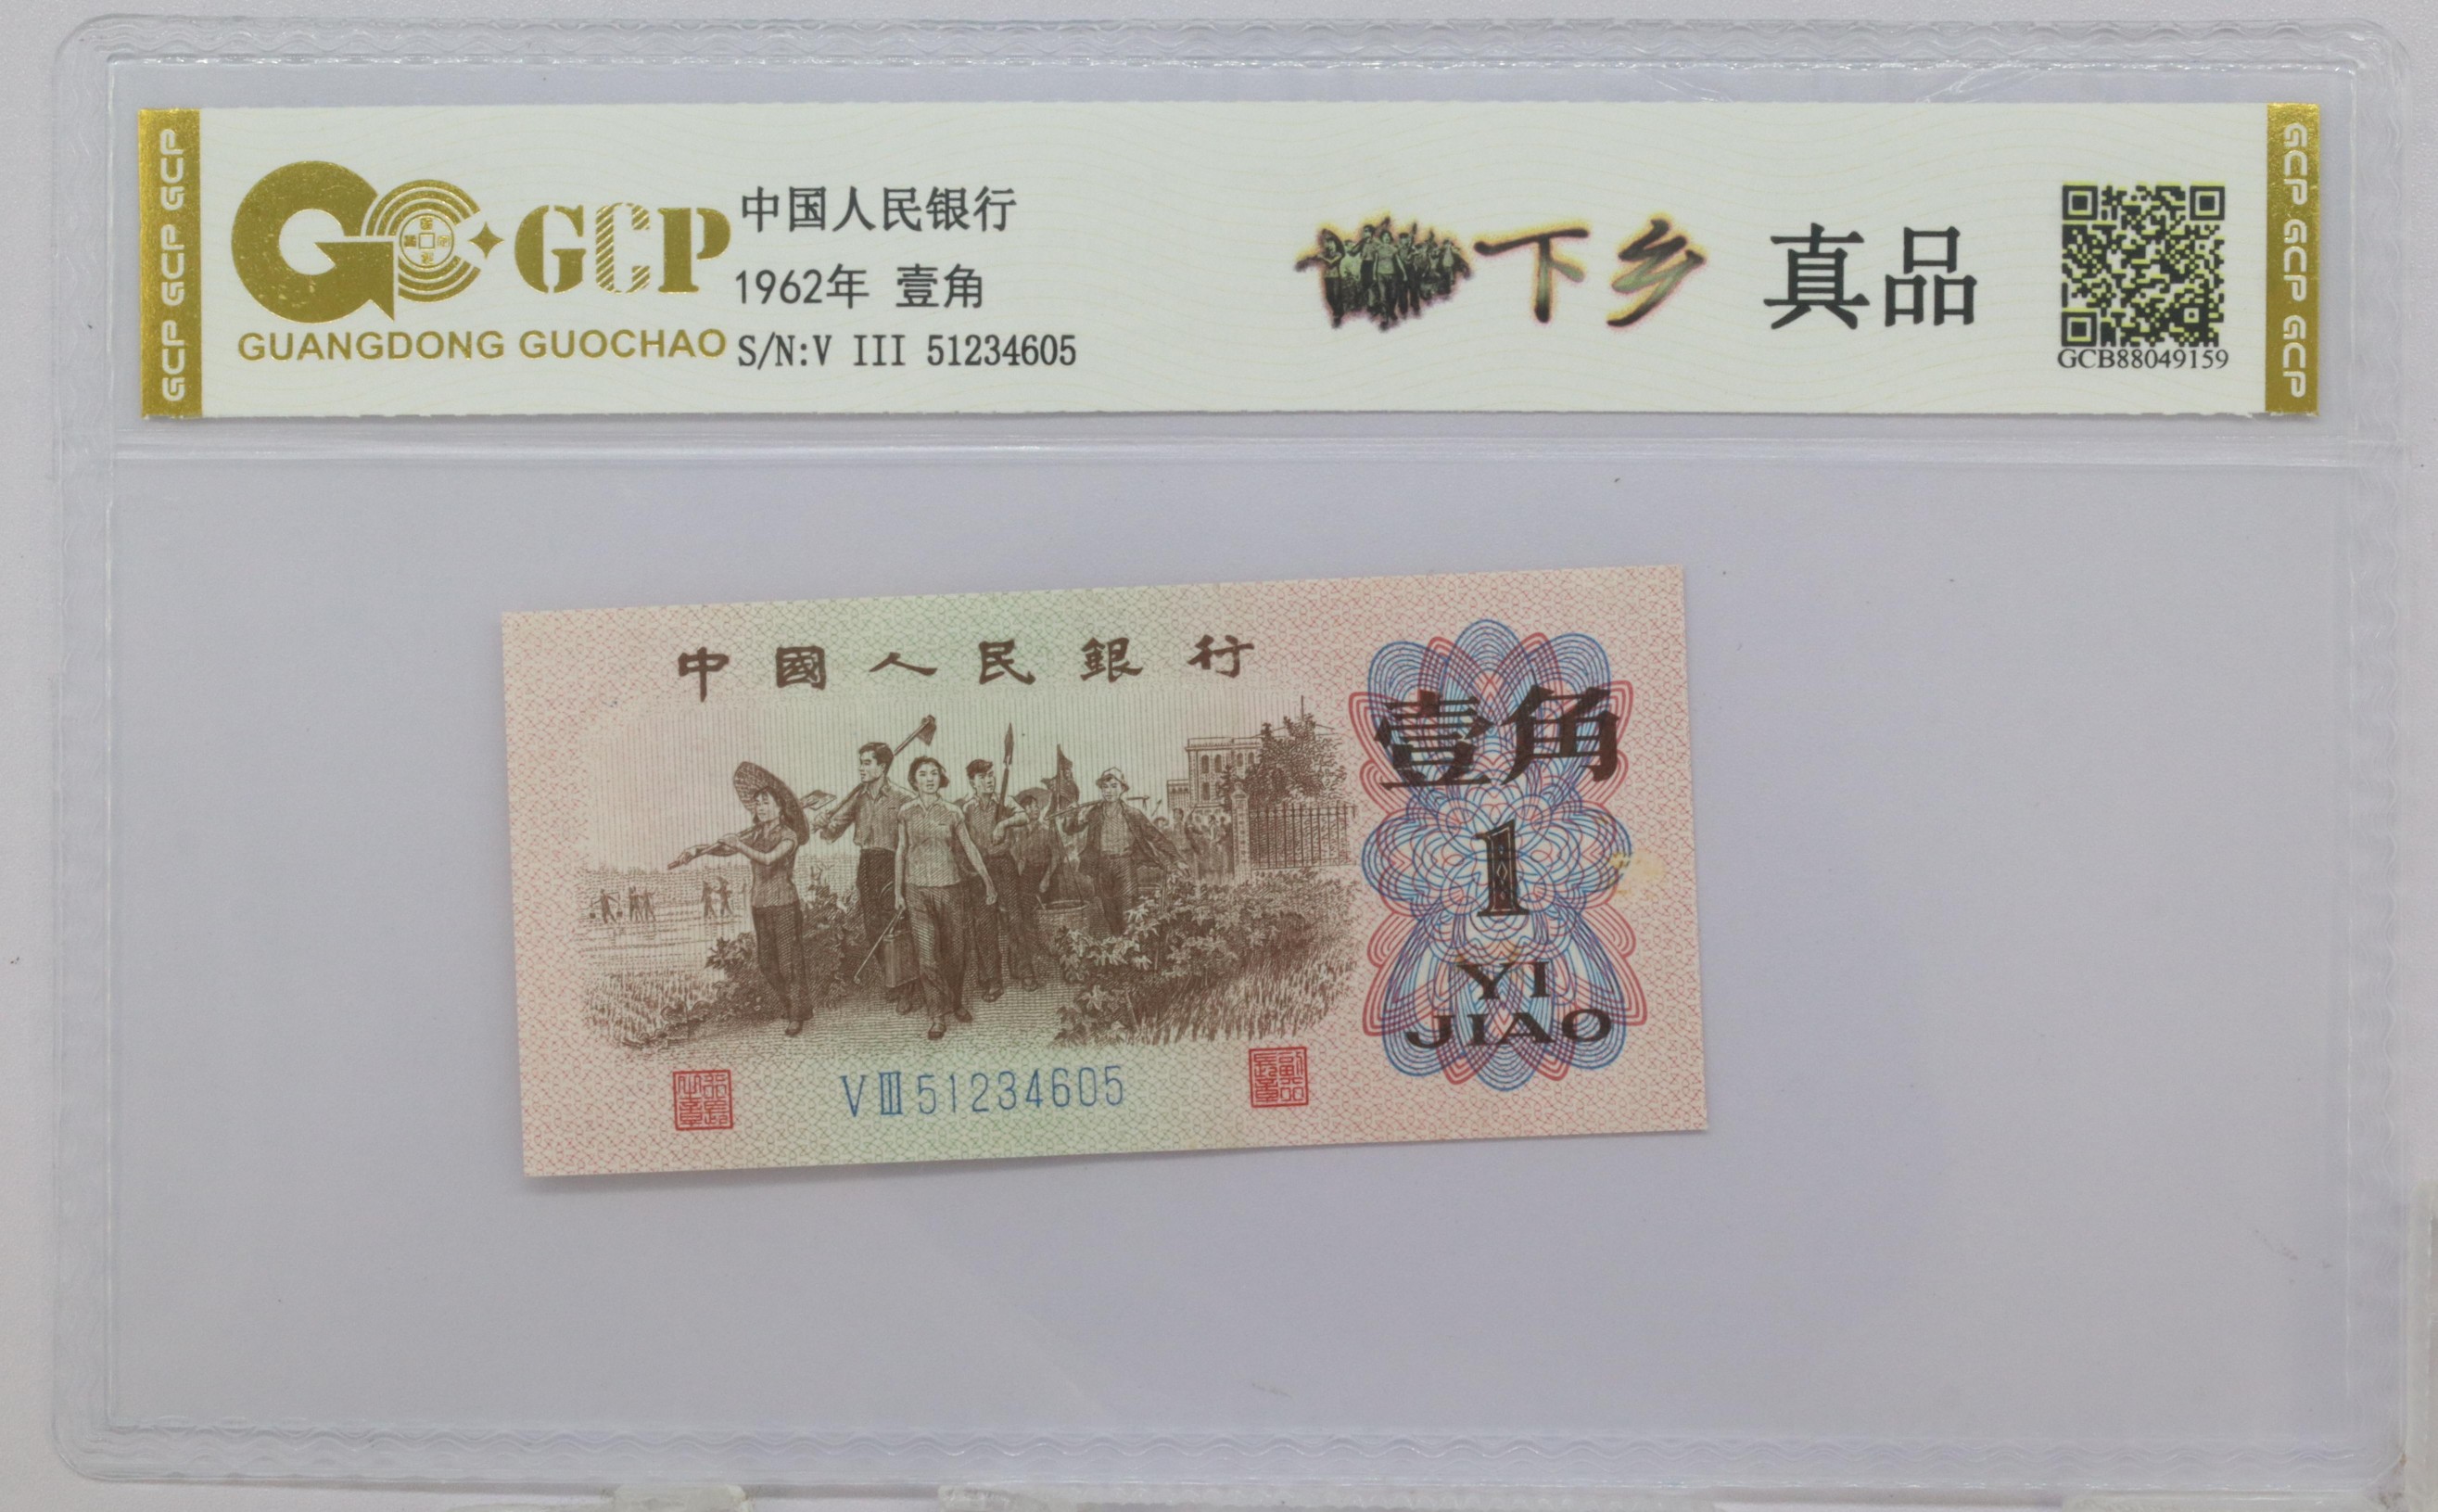 GCP GCP GCP
GCP
GUANGDONG GUOCHAO
中国人民银行
1962年 壹角
S/N:V III 51234605
下乡 真品
GCB88049159
GCP GCP GCP
中國人民銀行
壹角
1
YI
JIAO
V III 51234605